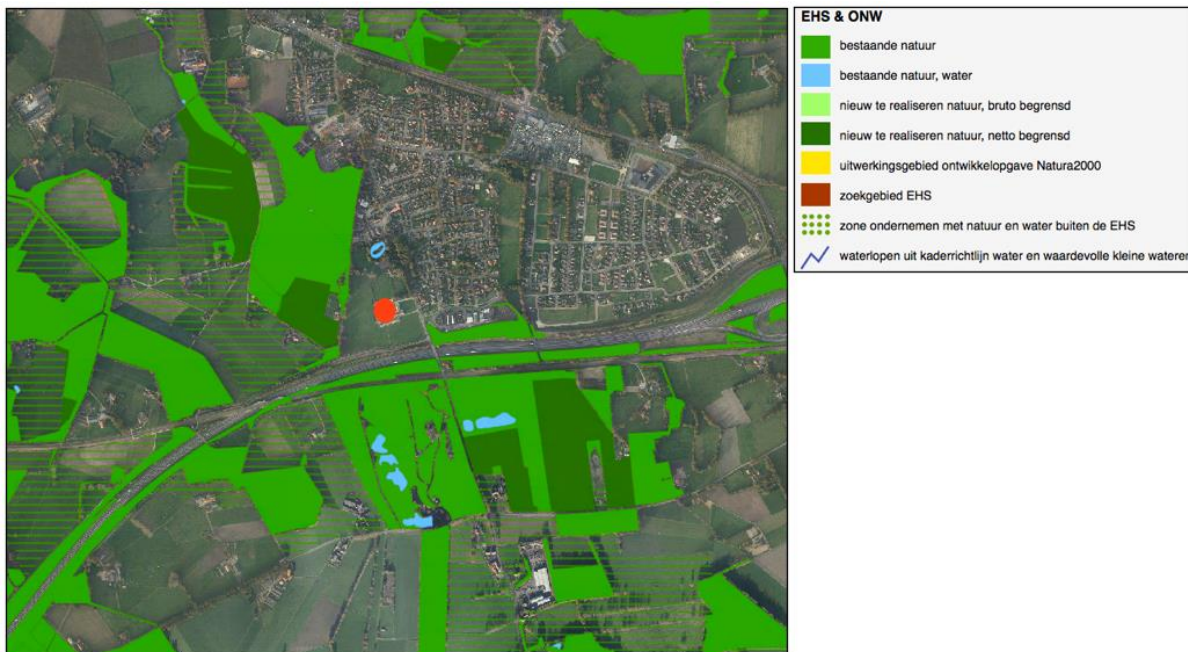 EHS & ONW
bestaande natuur
bestaande natuur, water
nieuw te realiseren natuur, bruto begrensd
nieuw te realiseren natuur, netto begrensd
uitwerkingsgebied ontwikkelopgave Natura2000
zoekgebied EHS
zone ondernemen met natuur en water buiten de EHS
waterlopen uit kaderrichtlijn water en waardevolle kleine wateren